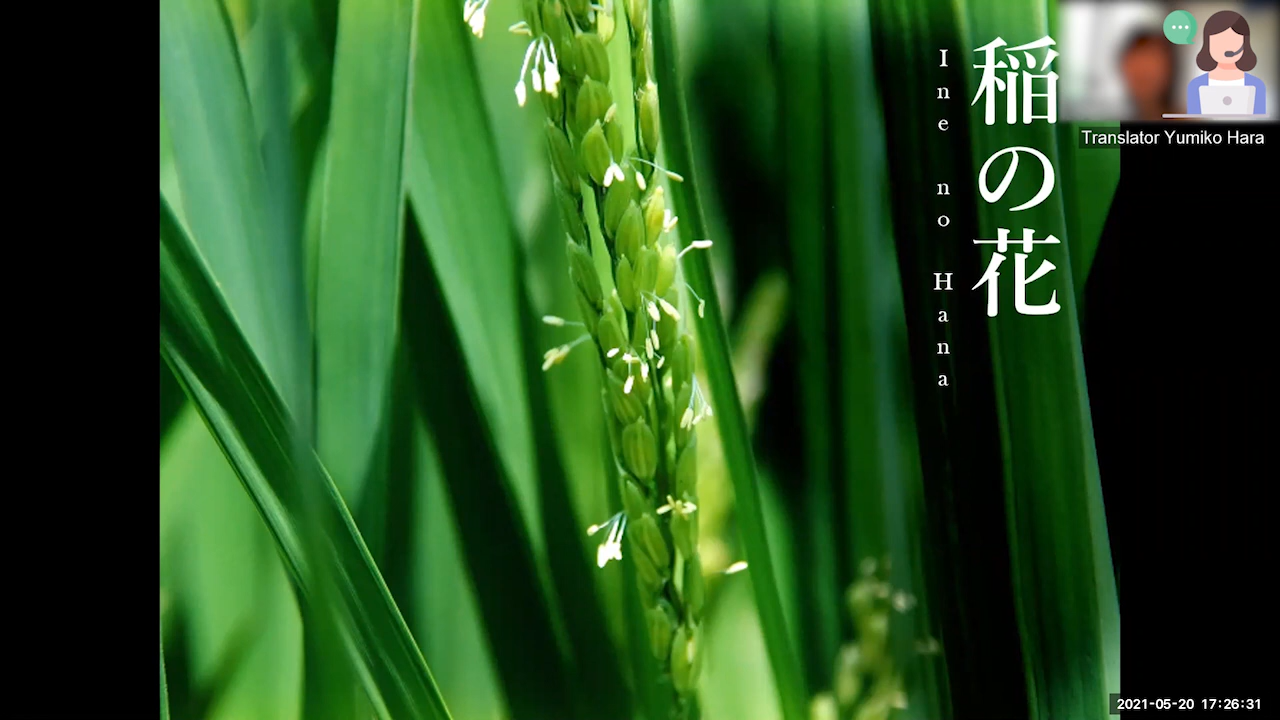 稲の花
Ine no Hana
Translator Yumiko Hara
2021-05-20 17:26:31